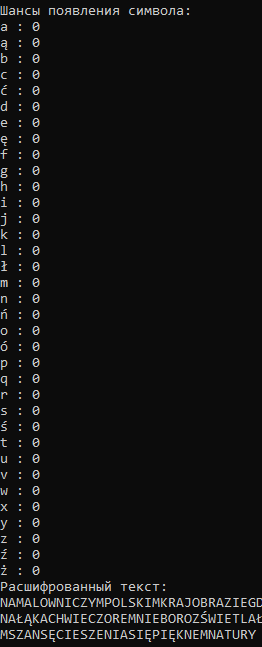 Шансы появления символа:
a : 0
ą : 0
b : 0
c : 0
ć : 0
d : 0
e : 0
ę : 0
f : 0
g : 0
h : 0
i : 0
j : 0
k : 0
l : 0
ł : 0
m : 0
n : 0
ń : 0
o : 0
ó : 0
p : 0
q : 0
r : 0
s : 0
ś : 0
t : 0
u : 0
v : 0
w : 0
x : 0
y : 0
z : 0
ź : 0
ż : 0
Расшифрованный текст:
NAMALOWNICZYMPOLSKIMKRAJOBRAZIEGD
NAŁĄKACHWIECZOREMNIEBOROZŚWIETLAŁ
MSZANSĘCIESZENIASIĘPIĘKNEMNATURY